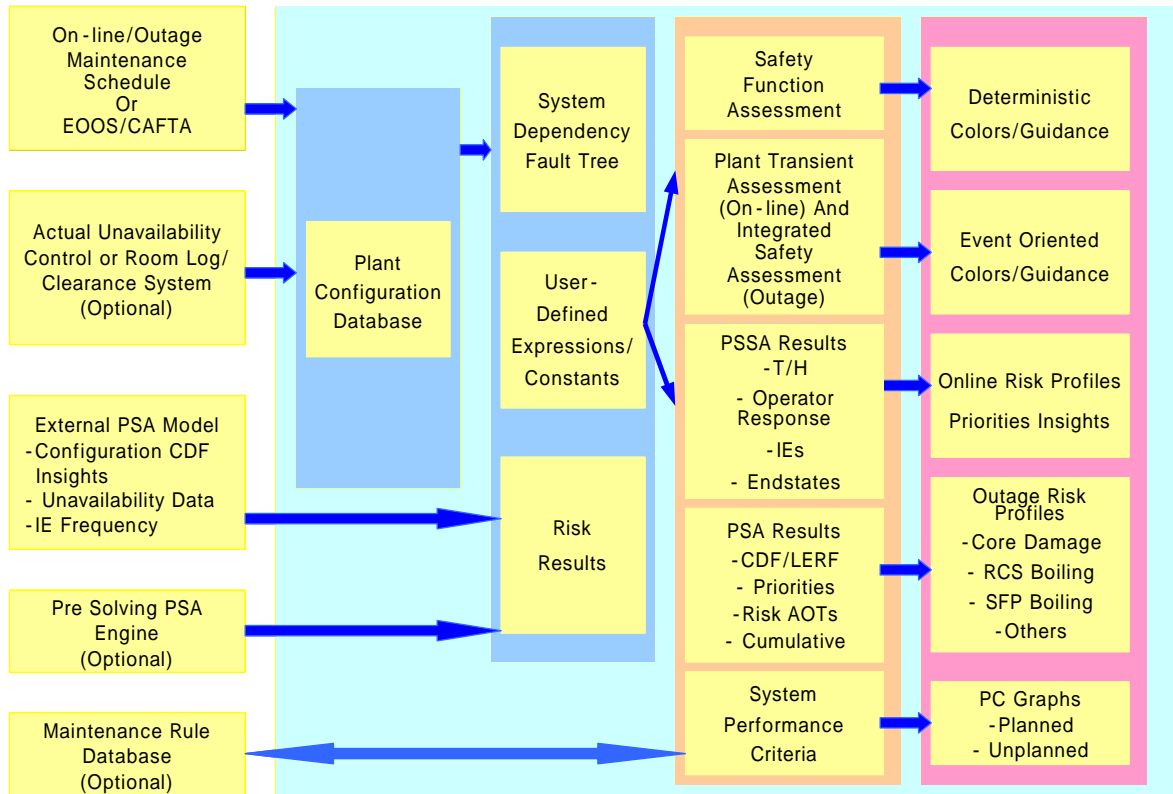 On-line/Outage
Maintenance
Schedule
Or
EOOS/CAFTA
Actual Unavailability
Control or Room Log/
Clearance System
(Optional)
External PSA Model
-Configuration CDF
Insights
- Unavailability Data
-IE Frequency
Pre Solving PSA
Engine
(Optional)
Maintenance Rule
Database
(Optional)
Plant
Configuration
Database
System
Dependency
Fault Tree
User-
Defined
Expressions/
Constants
Risk
Results
Safety
Function
Assessment
Plant Transient
Assessment
(On-line) And
Integrated
Safety
Assessment
(Outage)
PSSA Results
-T/H
- Operator
Response
-IEs
- Endstates
PSA Results
-CDF/LERF
- Priorities
-Risk AOTs
- Cumulative
System
Performance
Criteria
Deterministic
Colors/Guidance
Event Oriented
Colors/Guidance
Online Risk Profiles
Priorities Insights
Outage Risk
Profiles
-Core Damage
- RCS Boiling
- SFP Boiling
-Others
PC Graphs
-Planned
- Unplanned